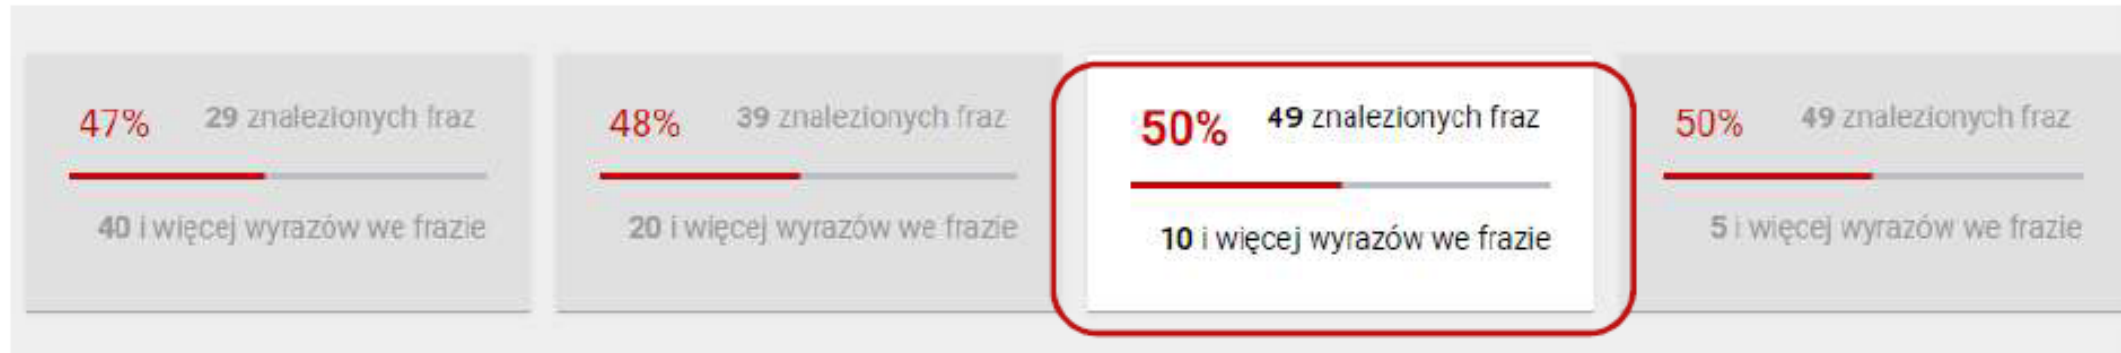 47% 29 znalezionych fraz
40 i więcej wyrazów we frazie
48% 39 znalezionych fraz
20 i więcej wyrazów we frazie
50% 49 znalezionych fraz
10 i więcej wyrazów we frazie
50% 49 znalezionych fraz
5 i więcej wyrazów we frazie